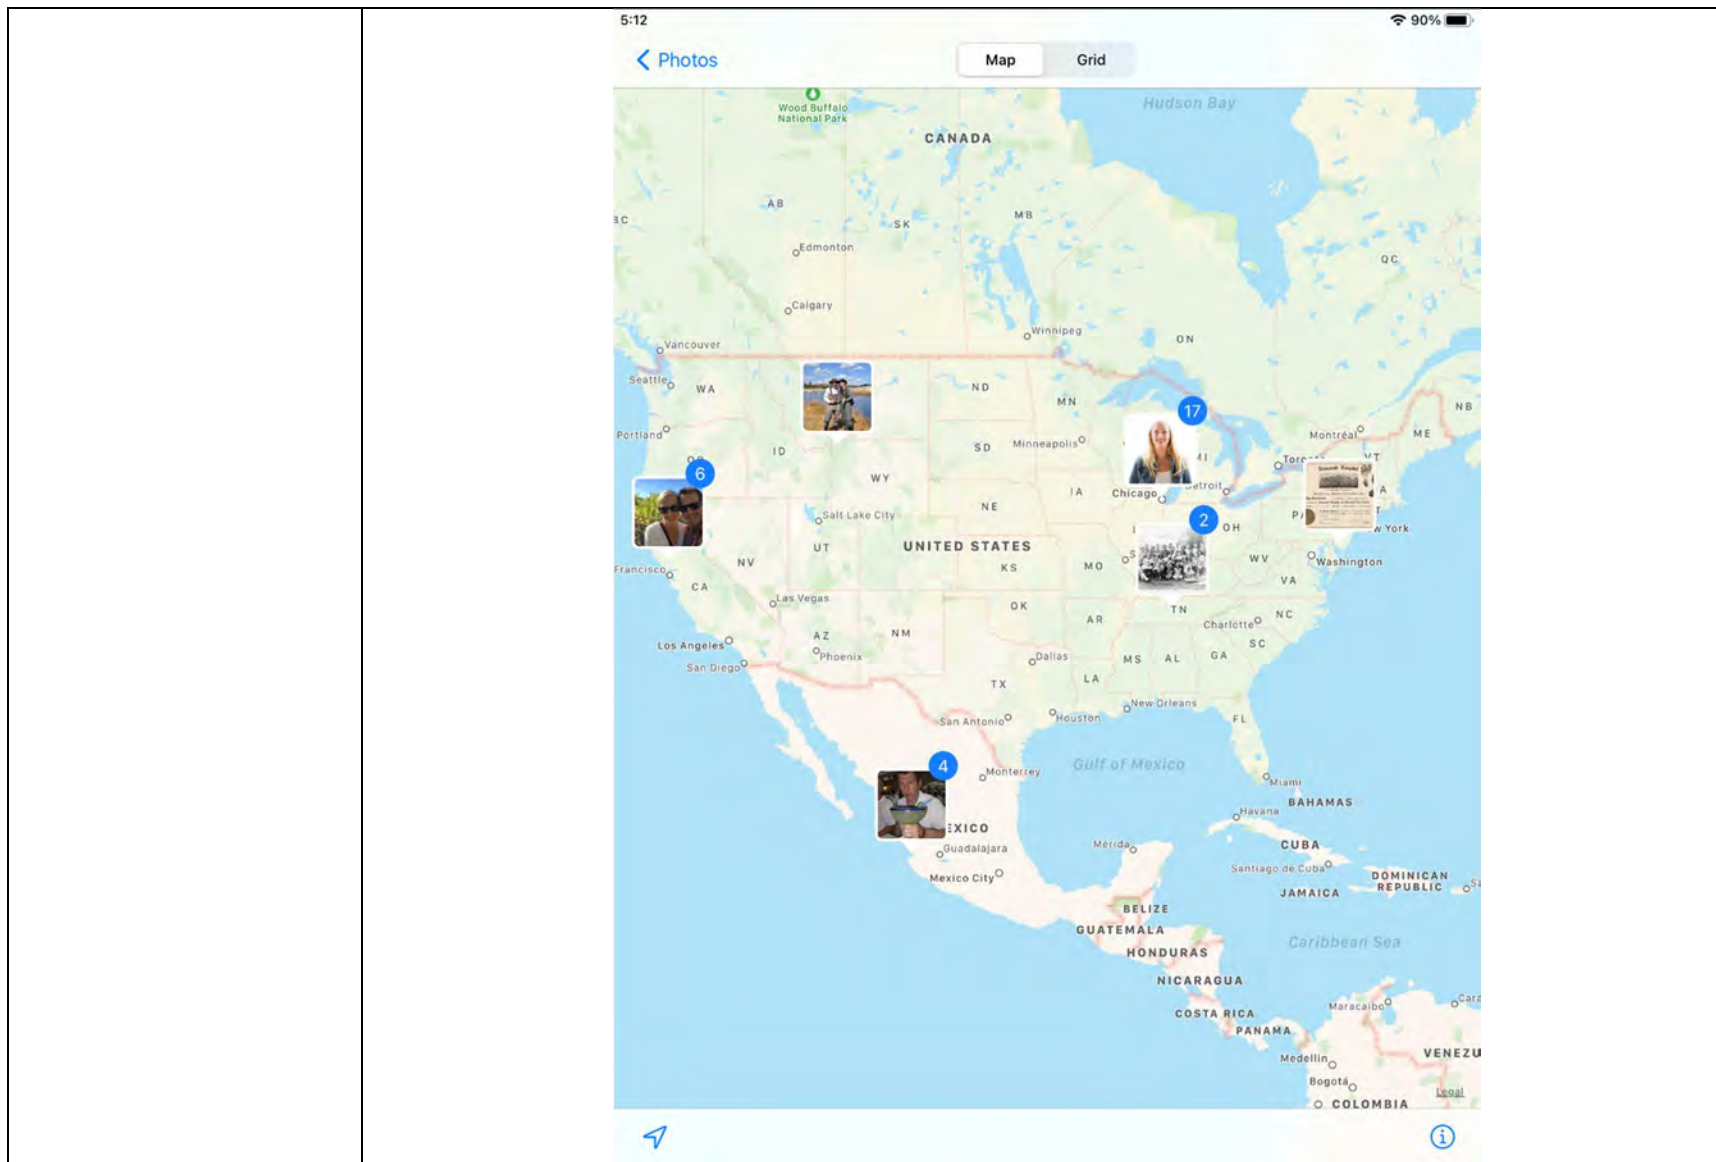 5:12
90%
Photos
Map
Grid
Hudson Bay
Wood Buffalo
National Park
CANADA
AB
MB
BC
SK
Edmonton
QC
Calgary
Winnipeg
ON
Vancouver
Seattle
WA
ND
MN
NB
17
Portland
Minneapolis
Montréal
ME
ID
SD
MI
VT
6
WY
IA
Chicago
Detroit
NE
Salt Lake City
2
OH
UT
UNITED STATES
NV
KS
MO
WV
Washington
Francisco
CA
VA
Las Vegas
OK
TN
NC
AR
Charlotte
AZ
NM
SC
Los Angeles
Phoenix
Dallas
MS
AL
GA
San Diego
TX
LA
New Orleans
San Antonio
Houston
FL
4
Monterrey
Gulf of Mexico
Miami
BAHAMAS
Havana
EXICO
Guadalajara
Mérida
CUBA
Mexico City
Santiago de Cuba
DOMINICAN
REPUBLIC
JAMAICA
BELIZE
GUATEMALA
HONDURAS
Caribbean Sea
NICARAGUA
COSTA RICA
Maracaibo
Cara
PANAMA
Medellín
VENEZU
Bogotá
Legal
COLOMBIA